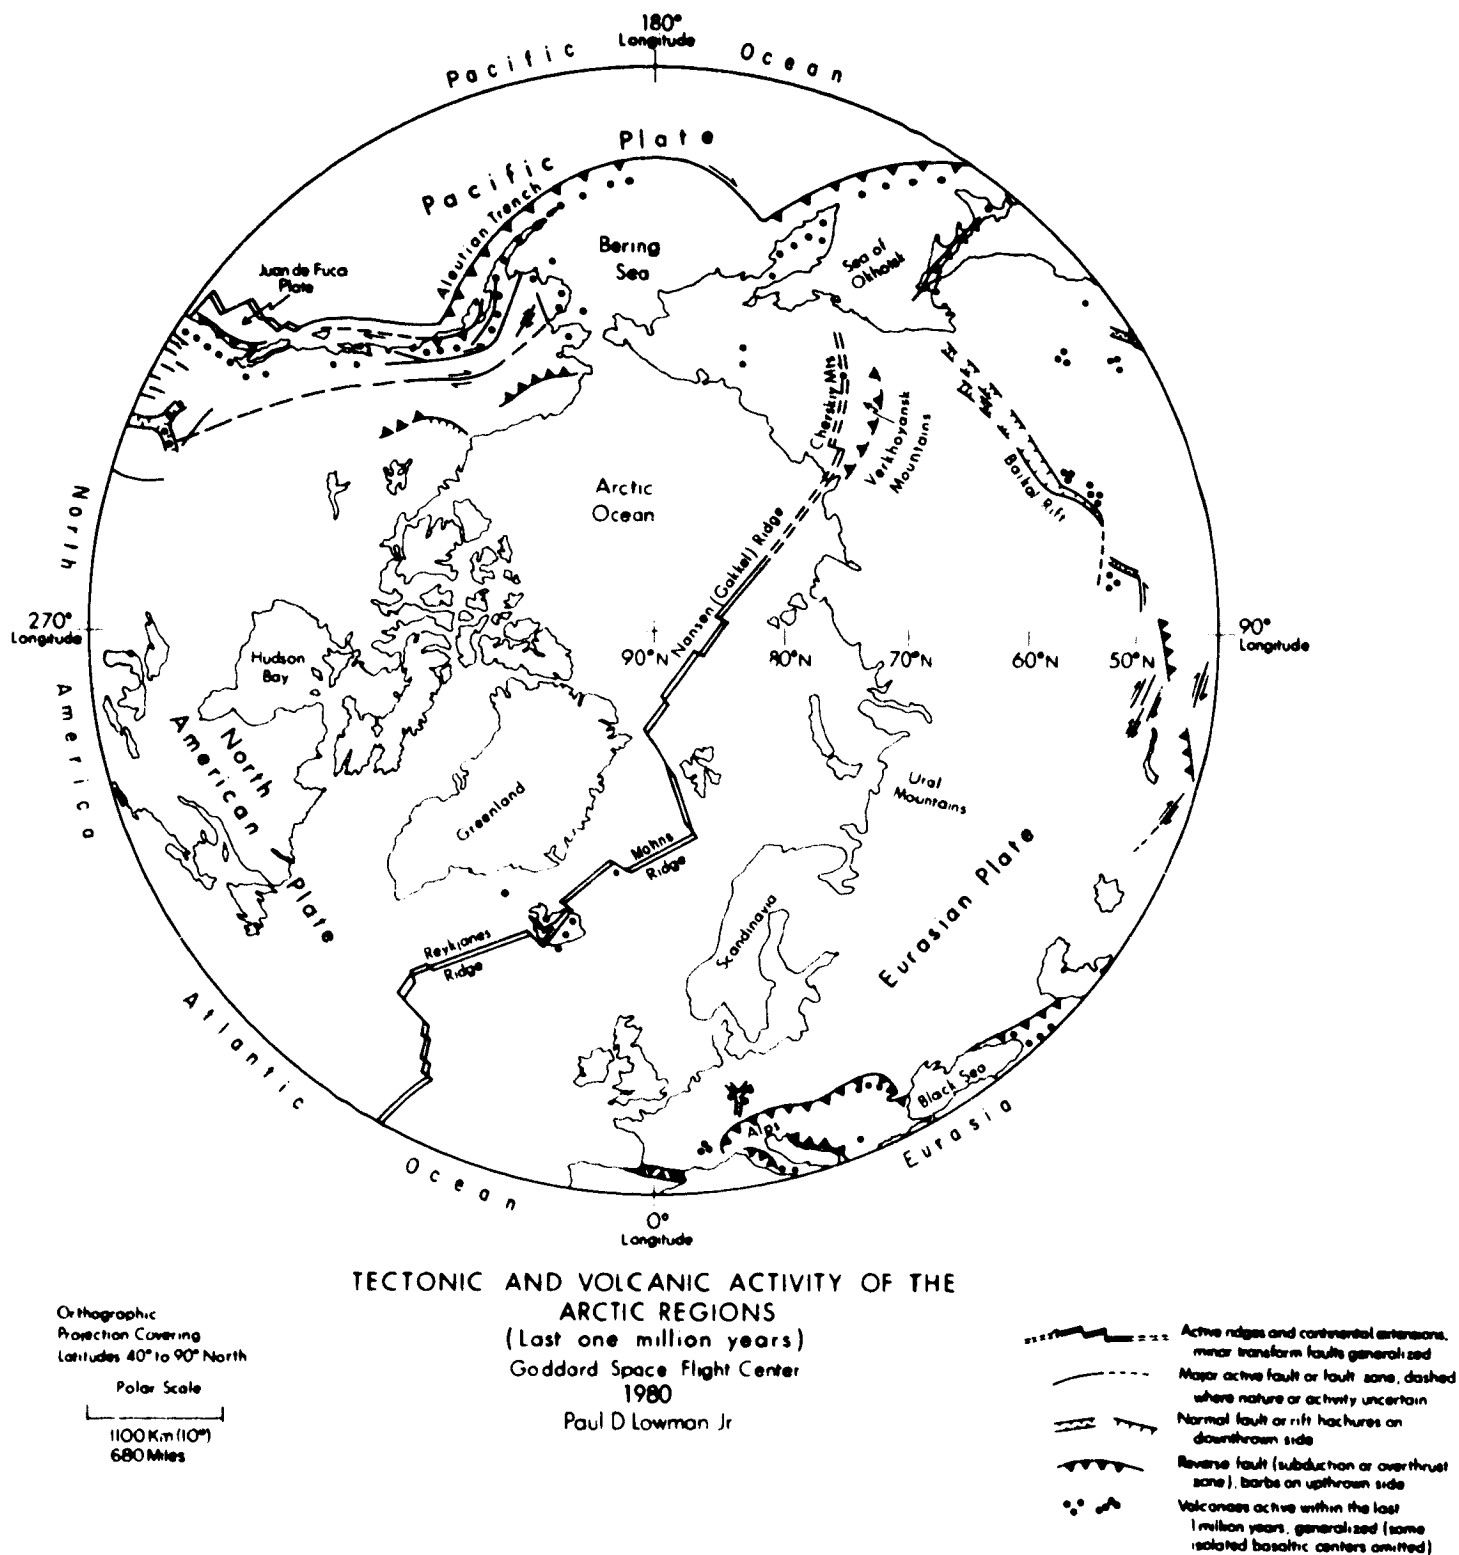 180°
Longitude
Pacific Ocean
Pacific Plate
Aleutian Trench
Bering
Sea
Sea of
Okhotsk
Juan de Fuca
Plate
Cherskiy Mts
Verkhoyansk
Mountains
Baikal Rift
Arctic
Ocean
Nansen (Gakkel) Ridge
North America
270°
Longitude
90°
Longitude
90°N
80°N
70°N
60°N
50°N
Hudson
Bay
North
American
Plate
Greenland
Ural
Mountains
Mohns
Ridge
Eurasian Plate
Scandinavia
Reykjanes
Ridge
Atlantic Ocean
Black Sea
Alps
Eurasia
0°
Longitude
TECTONIC AND VOLCANIC ACTIVITY OF THE
ARCTIC REGIONS
(Last one million years)
Goddard Space Flight Center
1980
Paul D Lowman Jr
Orthographic
Projection Covering
Latitudes 40° to 90° North
Polar Scale
1100 Km (10°)
680 Miles
Active ridges and continental extensions,
minor transform faults generalized
Major active fault or fault zone, dashed
where nature or activity uncertain
Normal fault or rift hachures on
downthrown side
Reverse fault (subduction or overthrust
zone), barbs on upthrown side
Volcanoes active within the last
1 million years, generalized (some
isolated basaltic centers omitted)